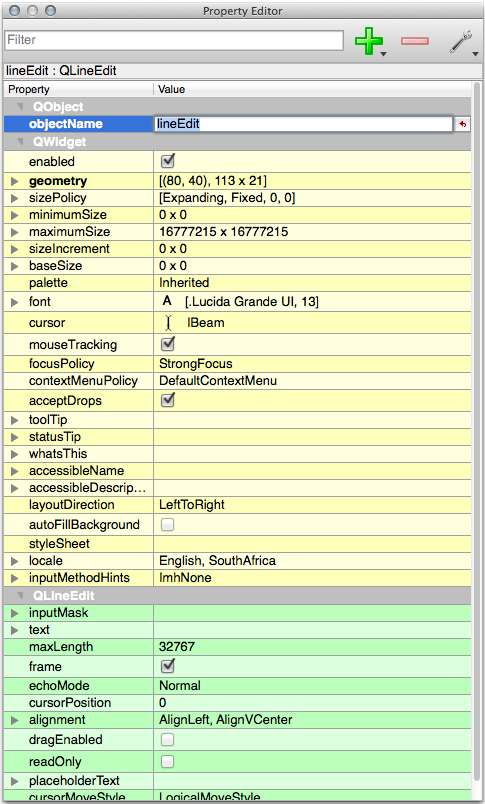 Property Editor
Filter
lineEdit : QLineEdit
Property Value
QObject
objectName lineEdit
QWidget
enabled
geometry [(80, 40), 113 x 21]
sizePolicy [Expanding, Fixed, 0, 0]
minimumSize 0 x 0
maximumSize 16777215 x 16777215
sizeIncrement 0 x 0
baseSize 0 x 0
palette Inherited
font A [.Lucida Grande UI, 13]
cursor IBeam
mouseTracking
focusPolicy StrongFocus
contextMenuPolicy DefaultContextMenu
acceptDrops
toolTip
statusTip
whatsThis
accessibleName
accessibleDescrip...
layoutDirection LeftToRight
autoFillBackground
styleSheet
locale English, SouthAfrica
inputMethodHints ImhNone
QLineEdit
inputMask
text
maxLength 32767
frame
echoMode Normal
cursorPosition 0
alignment AlignLeft, AlignVCenter
dragEnabled
readOnly
placeholderText
cursorMoveStyle LogicalMoveStyle